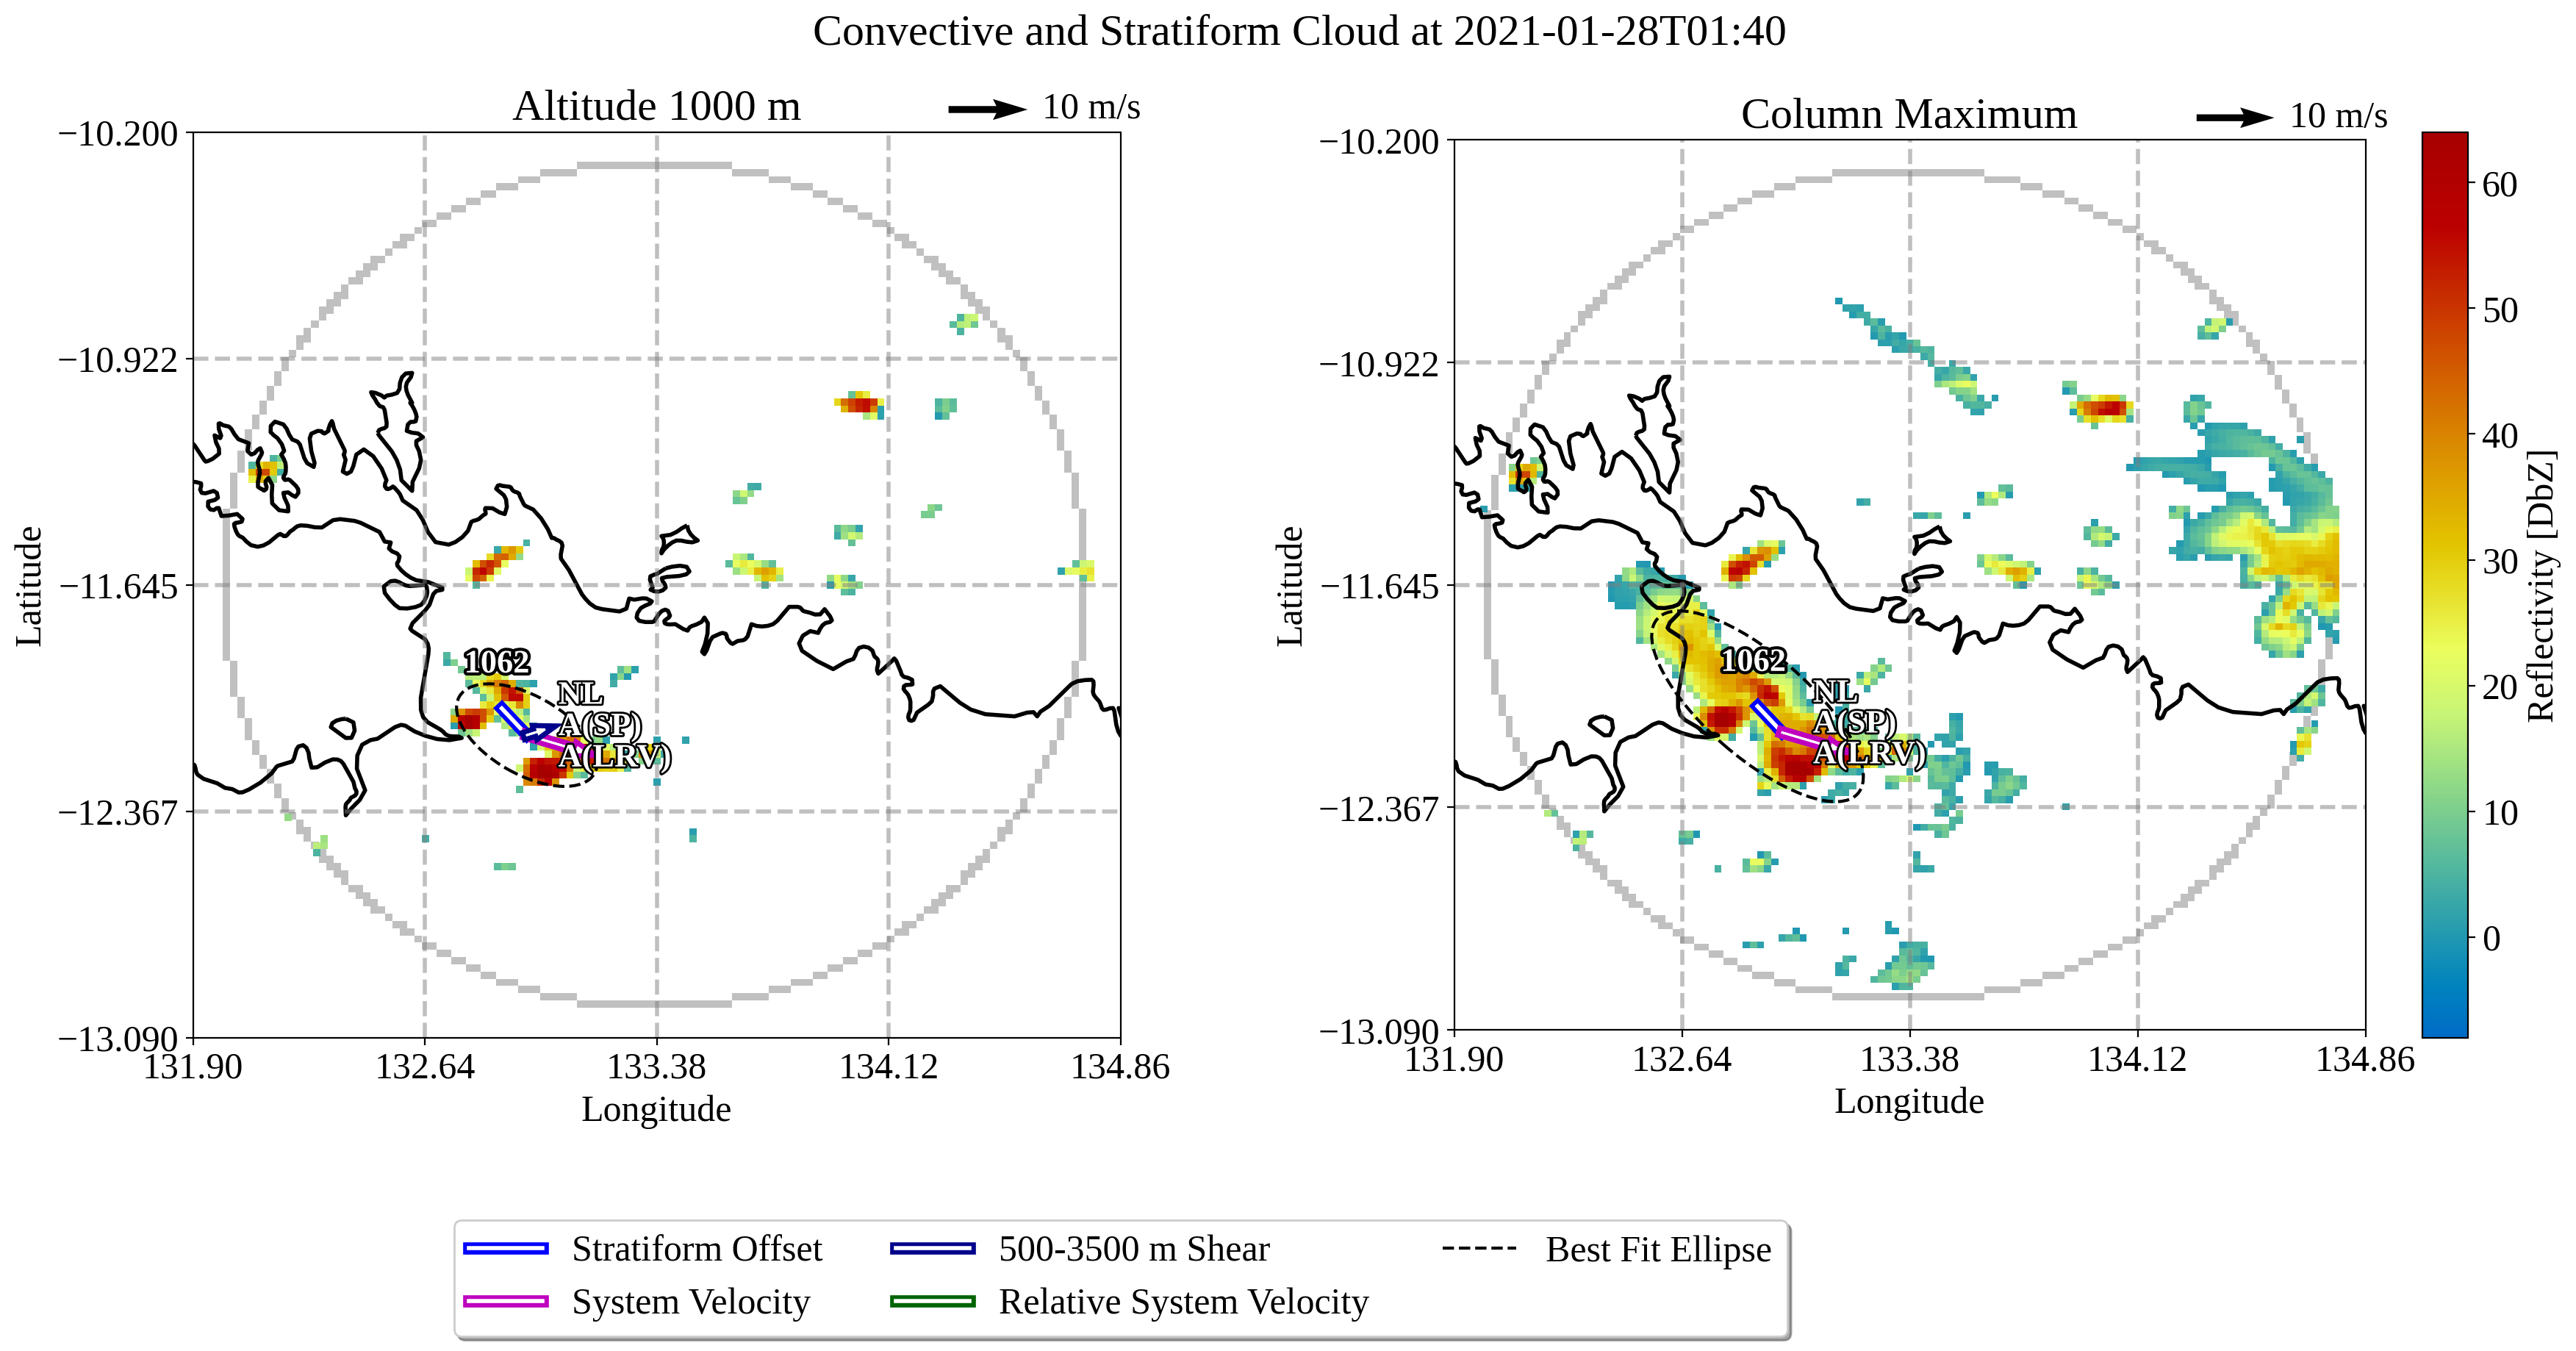 Convective and Stratiform Cloud at 2021-01-28T01:40
Altitude 1000 m
10 m/s
−10.200
−10.922
−11.645
−12.367
−13.090
Latitude
131.90
132.64
133.38
134.12
134.86
Longitude
1062
NL
A(SP)
A(LRV)
Column Maximum
10 m/s
−10.200
−10.922
−11.645
−12.367
−13.090
Latitude
131.90
132.64
133.38
134.12
134.86
Longitude
1062
NL
A(SP)
A(LRV)
60
50
40
30
20
10
0
Reflectivity [DbZ]
Stratiform Offset
System Velocity
500-3500 m Shear
Relative System Velocity
Best Fit Ellipse